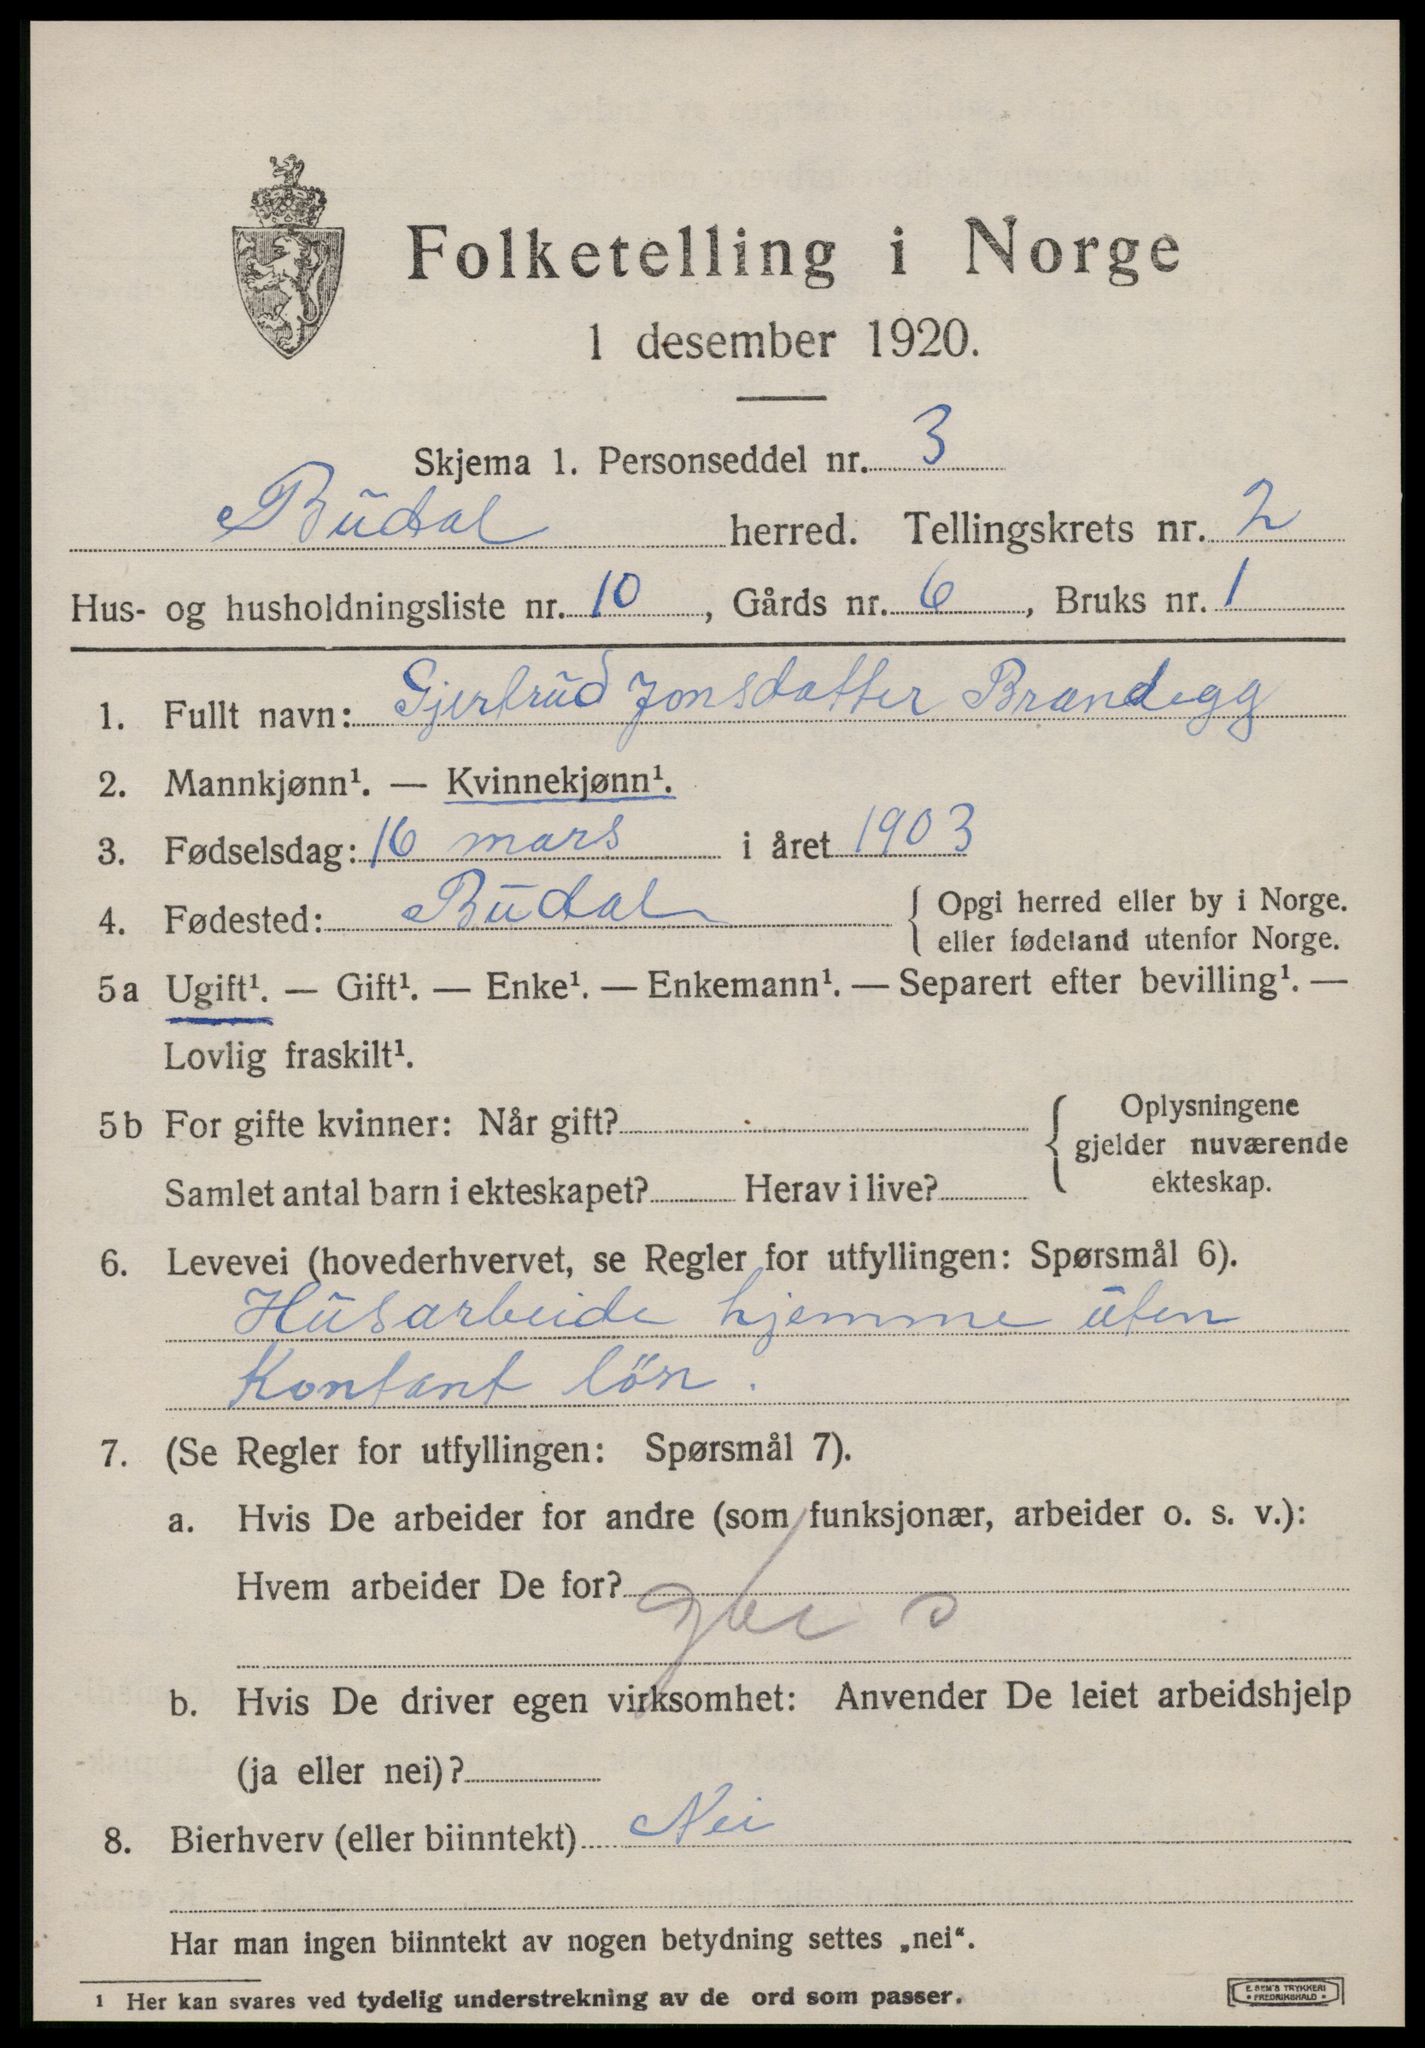 Folketelling i Norge
1 desember 1920.
Skjema 1. Personseddel nr. 3
Budal herred. Tellingskrets nr. 2
Hus- og husholdningsliste nr. 10, Gårds nr. 6, Bruks nr. 1
1. Fullt navn: Gjertrud Jonsdatter Brandegg
2. Mannkjønn¹. — Kvinnekjønn¹.
3. Fødselsdag: 16 mars i året 1903
4. Fødested: Budal { Opgi herred eller by i Norge.
eller fødeland utenfor Norge.
5a Ugift¹. — Gift¹. — Enke¹. — Enkemann¹. — Separert efter bevilling¹. —
Lovlig fraskilt¹.
5b For gifte kvinner: Når gift?
Samlet antal barn i ekteskapet? Herav i live?
{ Oplysningene
gjelder nuværende
ekteskap.
6. Levevei (hovederhvervet, se Regler for utfyllingen: Spørsmål 6).
Husarbeide hjemme uten
Kontant lön.
7. (Se Regler for utfyllingen: Spørsmål 7).
a. Hvis De arbeider for andre (som funksjonær, arbeider o. s. v.):
Hvem arbeider De for?
b. Hvis De driver egen virksomhet: Anvender De leiet arbeidshjelp
(ja eller nei)?
8. Bierhverv (eller biinntekt) Nei
Har man ingen biinntekt av nogen betydning settes „nei“.
1 Her kan svares ved tydelig understrekning av de ord som passer.
E. SEM'S TRYKKERI
• FREDRIKSHALD •